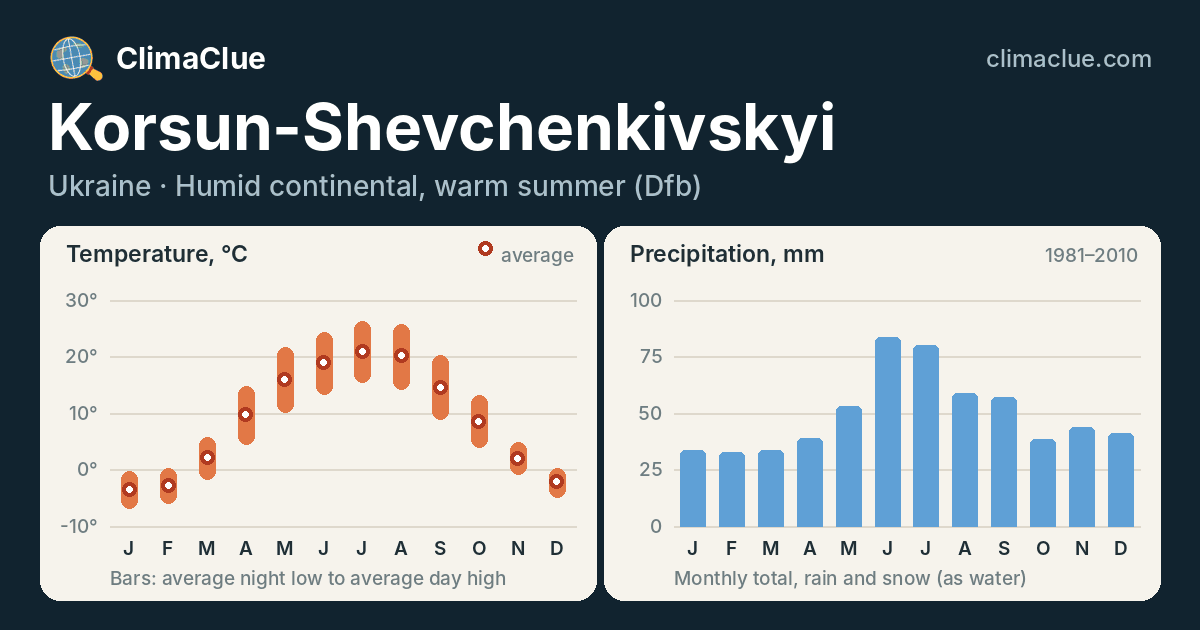 ClimaClue
climaclue.com
Korsun-Shevchenkivskyi
Ukraine · Humid continental, warm summer (Dfb)
Temperature, °C
average
30°
20°
10°
0°
-10°
J F M A M J J A S O N D
Bars: average night low to average day high
Precipitation, mm
1981–2010
100
75
50
25
0
J F M A M J J A S O N D
Monthly total, rain and snow (as water)